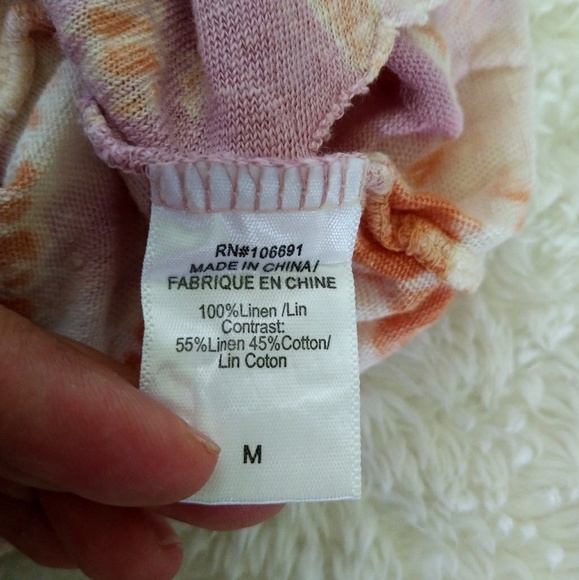 RN#106691
MADE IN CHINA/
FABRIQUE EN CHINE
100%Linen /Lin
Contrast:
55%Linen 45%Cotton/
Lin Coton
M